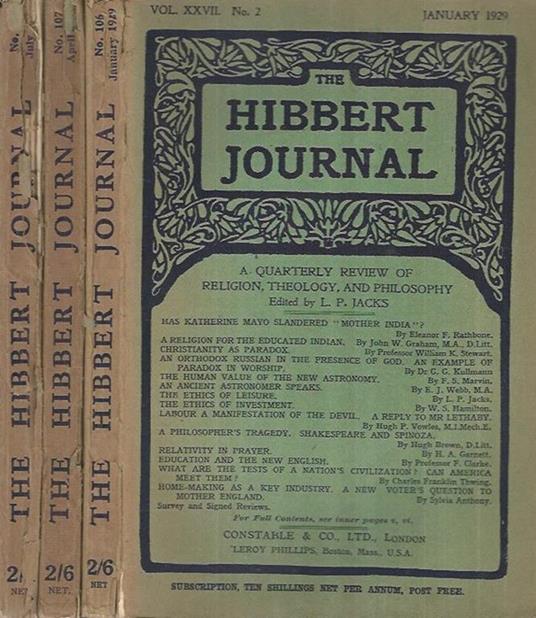 No.
July
THE HIBBERT JOURNAL
2/
NE
No. 107
April
THE HIBBERT JOURNAL
2/6
NET.
No. 106
January 1929
THE HIBBERT JOURNAL
2/6
NET
VOL. XXVII. No. 2
JANUARY 1929
THE
HIBBERT
JOURNAL
A QUARTERLY REVIEW OF
RELIGION, THEOLOGY, AND PHILOSOPHY
Edited by L. P. JACKS
HAS KATHERINE MAYO SLANDERED "MOTHER INDIA"?
By Eleanor F. Rathbone.
A RELIGION FOR THE EDUCATED INDIAN. By John W. Graham, M.A., D.Litt.
CHRISTIANITY AS PARADOX. By Professor William K. Stewart.
AN ORTHODOX RUSSIAN IN THE PRESENCE OF GOD. AN EXAMPLE OF
PARADOX IN WORSHIP. By Dr C. G. Kullmann
THE HUMAN VALUE OF THE NEW ASTRONOMY. By F. S. Marvin.
AN ANCIENT ASTRONOMER SPEAKS. By E. J. Webb, M.A.
THE ETHICS OF LEISURE. By L. P. Jacks.
THE ETHICS OF INVESTMENT. By W. S. Hamilton.
LABOUR A MANIFESTATION OF THE DEVIL. A REPLY TO MR LETHABY.
By Hugh P. Vowles, M.I.Mech.E.
A PHILOSOPHER'S TRAGEDY. SHAKESPEARE AND SPINOZA.
By Hugh Brown, D.Litt.
RELATIVITY IN PRAYER. By H. A. Garnett.
EDUCATION AND THE NEW ENGLISH. By Professor F. Clarke.
WHAT ARE THE TESTS OF A NATION'S CIVILIZATION? CAN AMERICA
MEET THEM? By Charles Franklin Thwing.
HOME-MAKING AS A KEY INDUSTRY. A NEW VOTER'S QUESTION TO
MOTHER ENGLAND. By Sylvia Anthony.
Survey and Signed Reviews.
For Full Contents, see inner pages v, vi.
CONSTABLE & CO., LTD., LONDON
LEROY PHILLIPS, Boston, Mass., U.S.A.
SUBSCRIPTION, TEN SHILLINGS NET PER ANNUM, POST FREE.